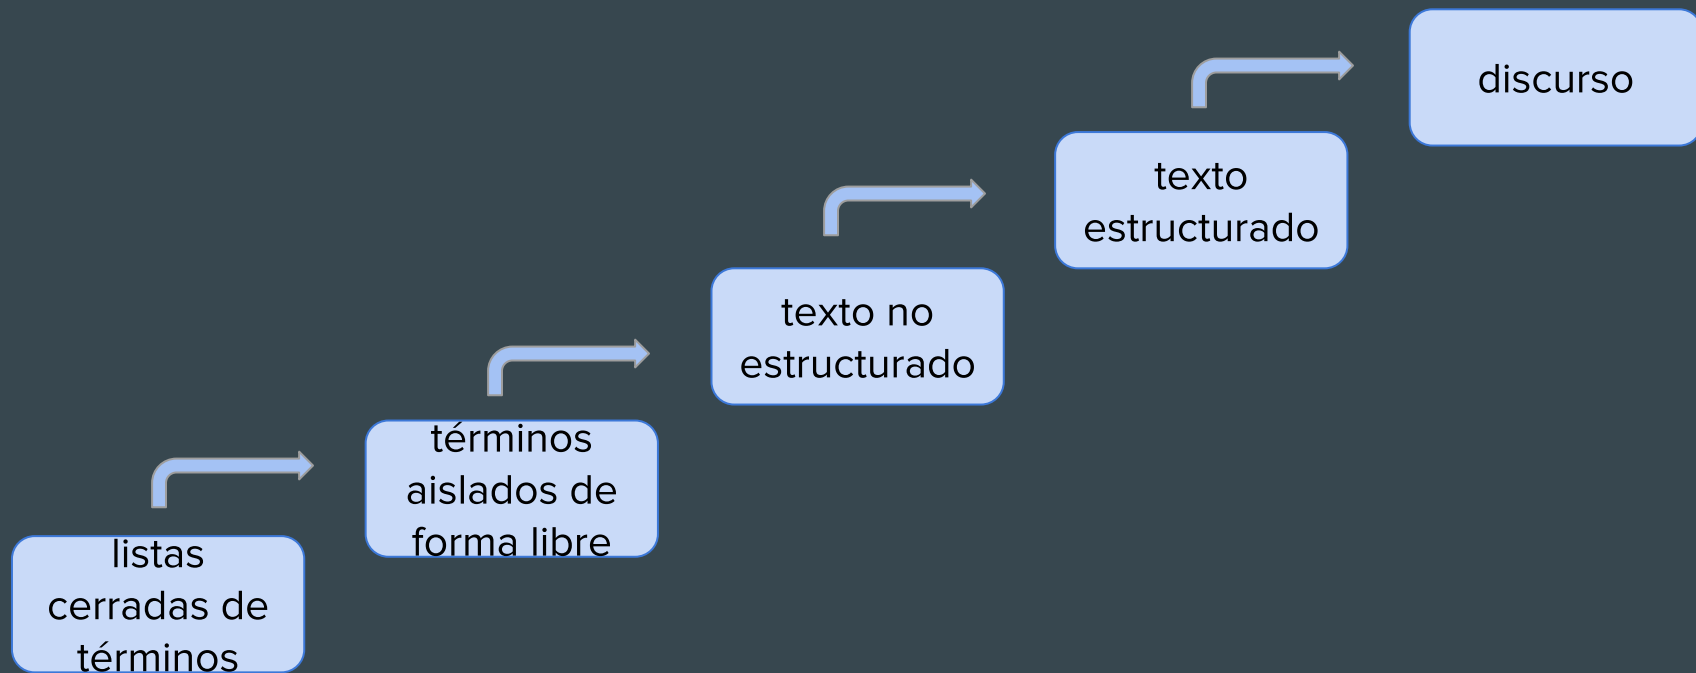 discurso
texto
estructurado
texto no
estructurado
términos
aislados de
forma libre
listas
cerradas de
términos